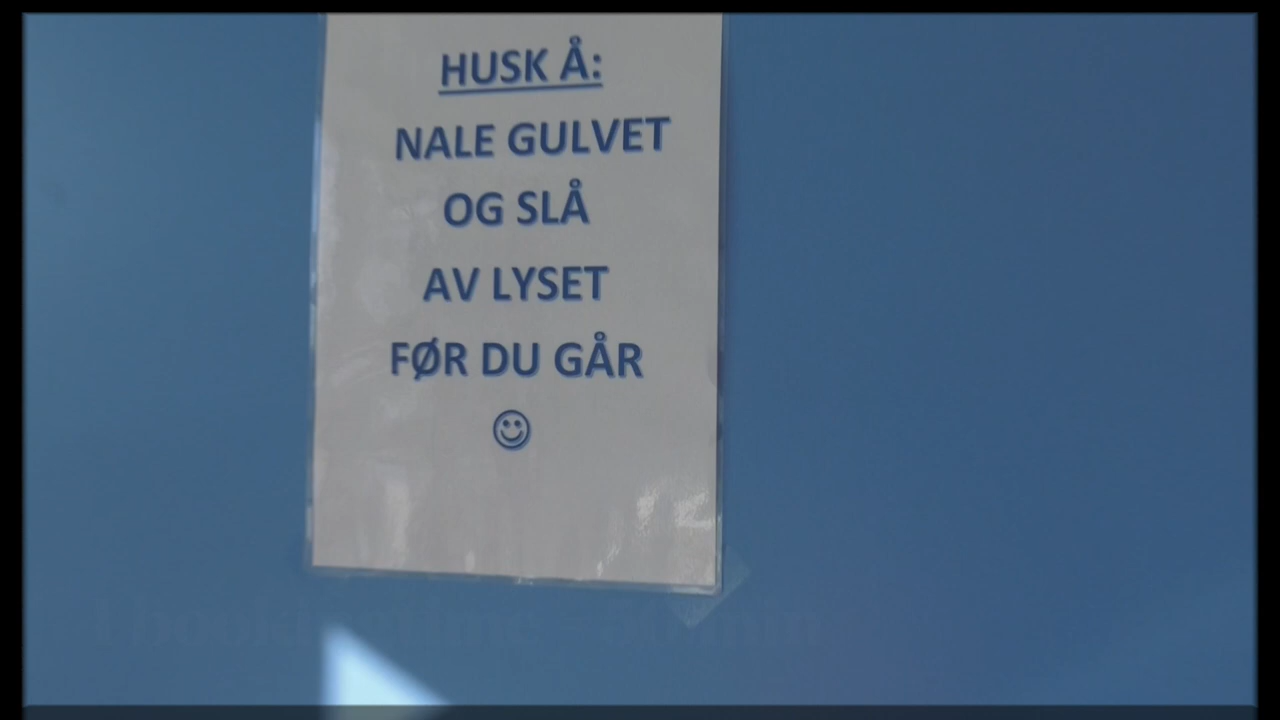 HUSK Å:
NALE GULVET
OG SLÅ
AV LYSET
FØR DU GÅR
☺